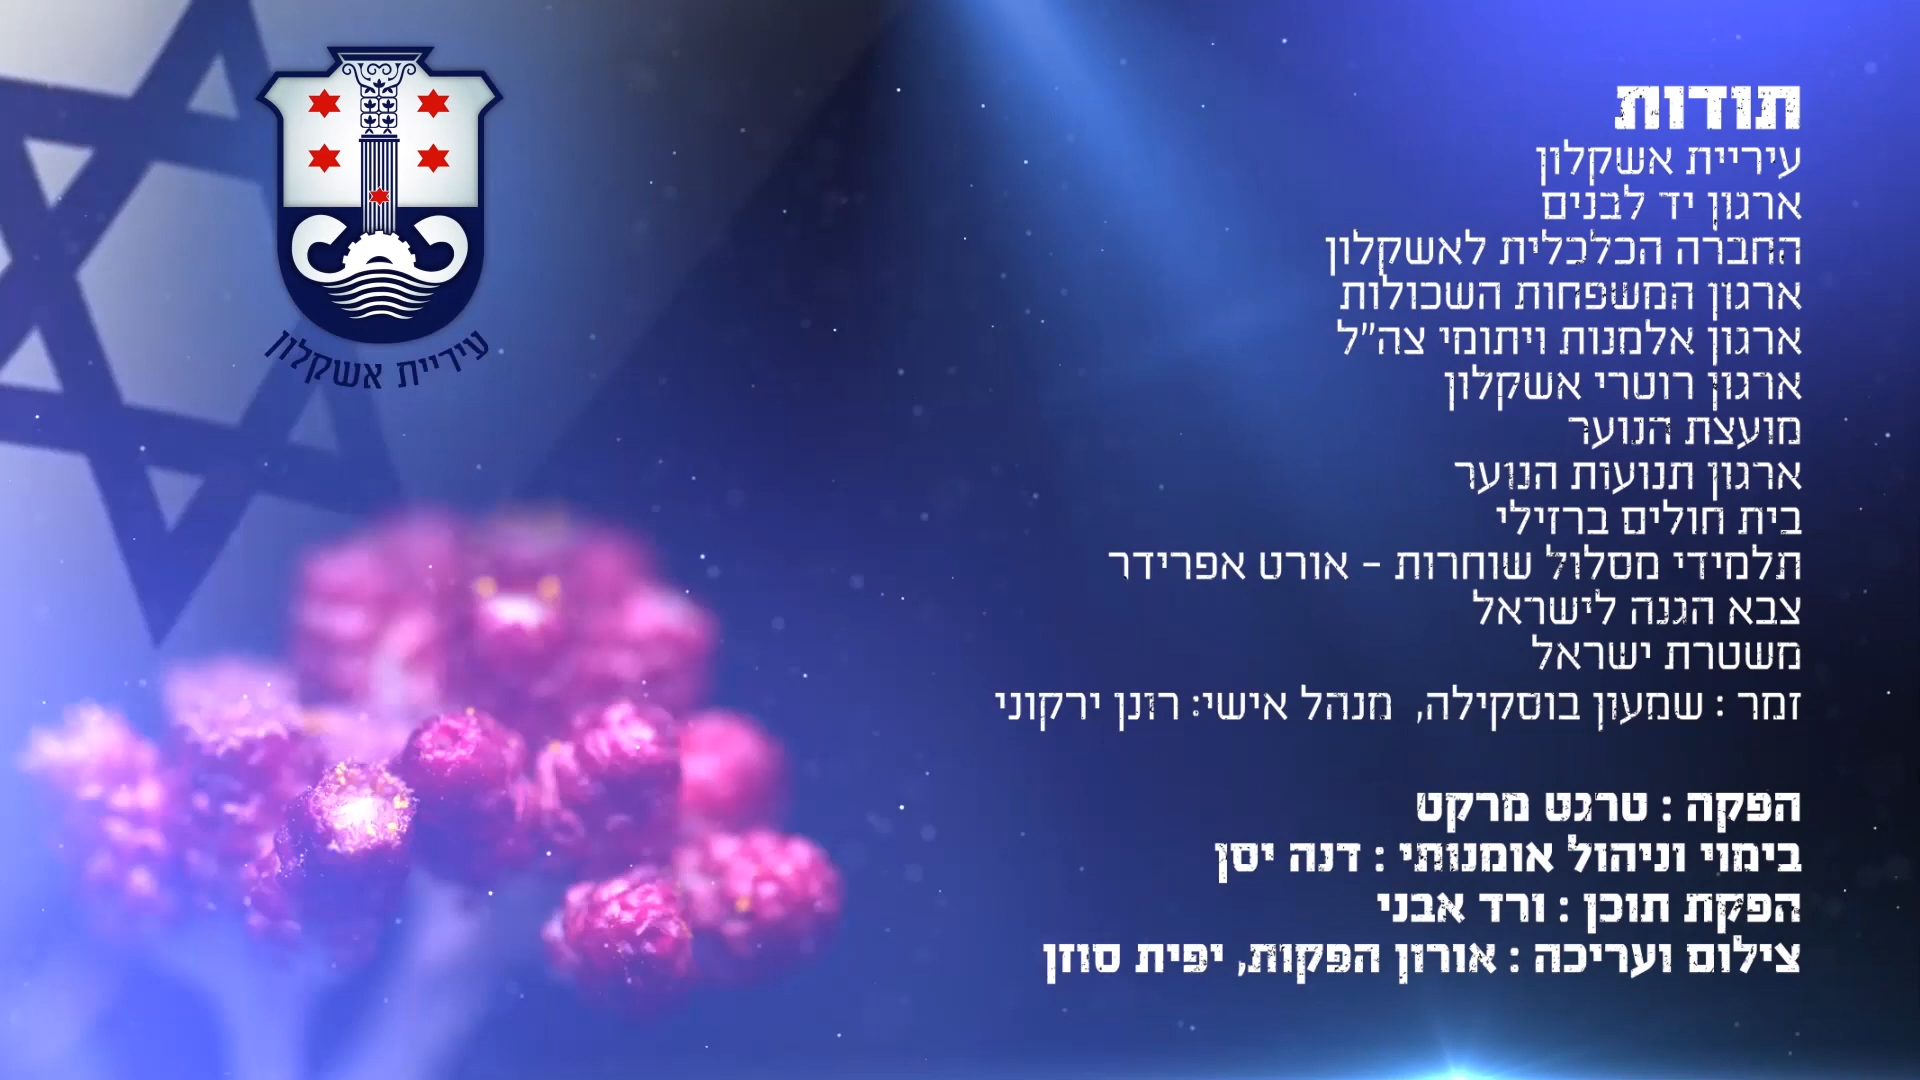 עיריית אשקלון
תודות
עיריית אשקלון
ארגון יד לבנים
החברה הכלכלית לאשקלון
ארגון המשפחות השכולות
ארגון אלמנות ויתומי צה"ל
ארגון רוטרי אשקלון
מועצת הנוער
ארגון תנועות הנוער
בית חולים ברזילי
תלמידי מסלול שוחרות - אורט אפרידר
צבא הגנה לישראל
משטרת ישראל
זמר : שמעון בוסקילה, מנהל אישי: רונן ירקוני
הפקה : טרגט מרקט
בימוי וניהול אומנותי : דנה יסן
הפקת תוכן : ורד אבני
צילום ועריכה : אורון הפקות, יפית סוזן